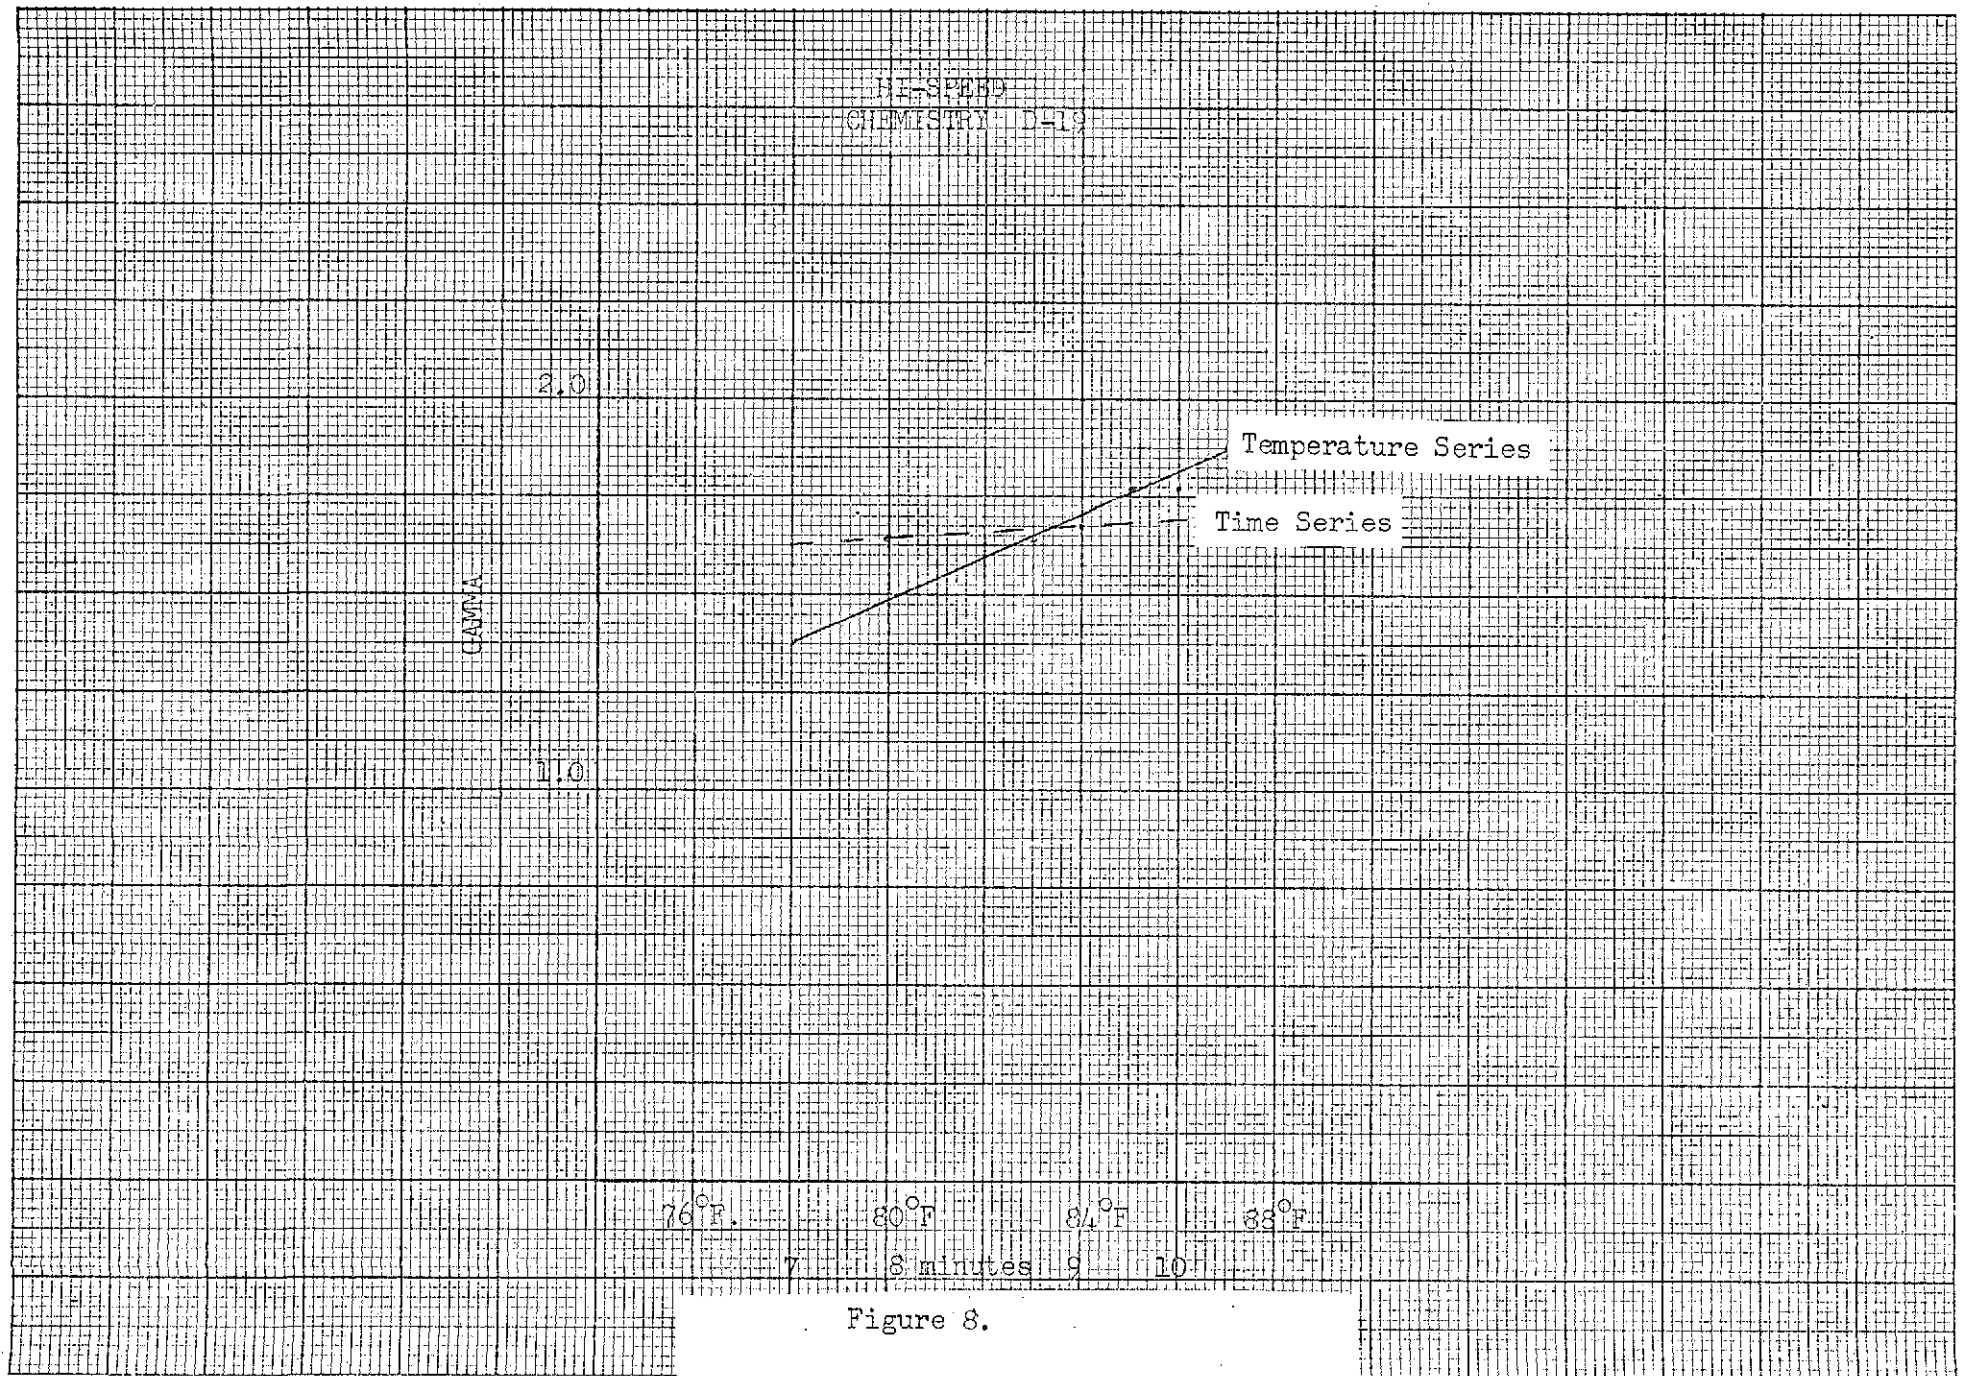 HI-SPEED
CHEMISTRY D-19
2.0
Temperature Series
Time Series
GAMMA
1.0
76°F. 80°F 84°F 88°F
7 8 minutes 9 10
Figure 8.